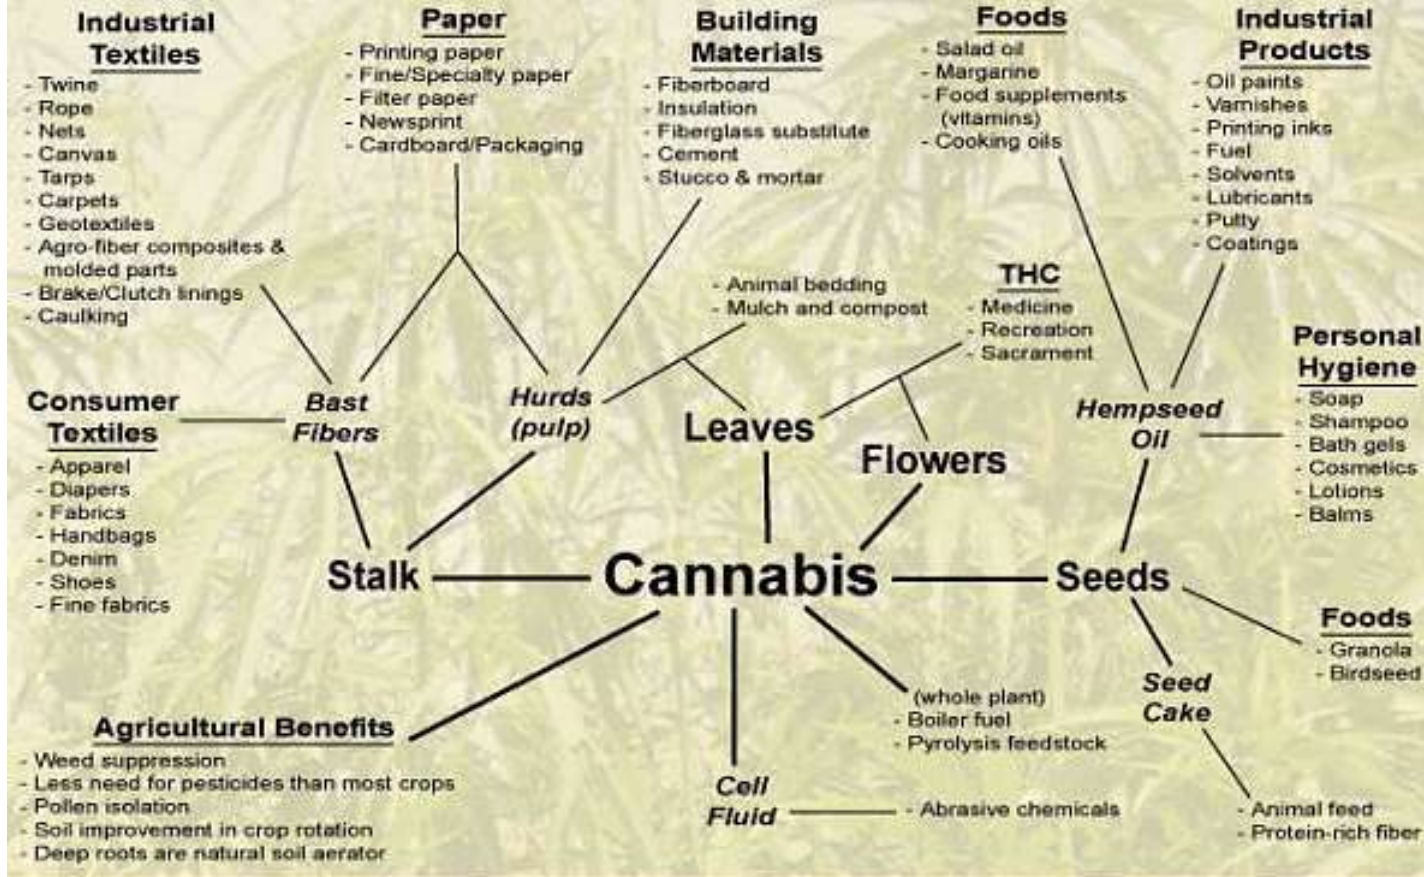 Industrial
Textiles
- Twine
- Rope
- Nets
- Canvas
- Tarps
- Carpets
- Geotextiles
- Agro-fiber composites &
molded parts
- Brake/Clutch linings
- Caulking
Paper
- Printing paper
- Fine/Specialty paper
- Filter paper
- Newsprint
- Cardboard/Packaging
Building
Materials
- Fiberboard
- Insulation
- Fiberglass substitute
- Cement
- Stucco & mortar
Foods
- Salad oil
- Margarine
- Food supplements
(vitamins)
- Cooking oils
Industrial
Products
- Oil paints
- Varnishes
- Printing inks
- Fuel
- Solvents
- Lubricants
- Putty
- Coatings
- Animal bedding
- Mulch and compost
THC
- Medicine
- Recreation
- Sacrament
Personal
Hygiene
- Soap
- Shampoo
- Bath gels
- Cosmetics
- Lotions
- Balms
Consumer
Textiles
- Apparel
- Diapers
- Fabrics
- Handbags
- Denim
- Shoes
- Fine fabrics
Bast
Fibers
Hurds
(pulp)
Leaves
Flowers
Hempseed
Oil
Stalk
Cannabis
Seeds
Foods
- Granola
- Birdseed
Seed
Cake
(whole plant)
- Boiler fuel
- Pyrolysis feedstock
Agricultural Benefits
- Weed suppression
- Less need for pesticides than most crops
- Pollen isolation
- Soil improvement in crop rotation
- Deep roots are natural soil aerator
Cell
Fluid
- Abrasive chemicals
- Animal feed
- Protein-rich fiber